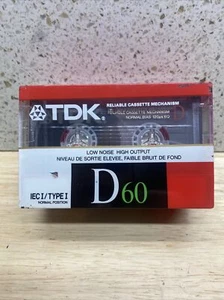 TDK
RELIABLE CASSETTE MECHANISM
LOW NOISE HIGH OUTPUT
NIVEAU DE SORTIE ELEVEE, FAIBLE BRUIT DE FOND
IECI/TYPE I
NORMAL POSITION
D60